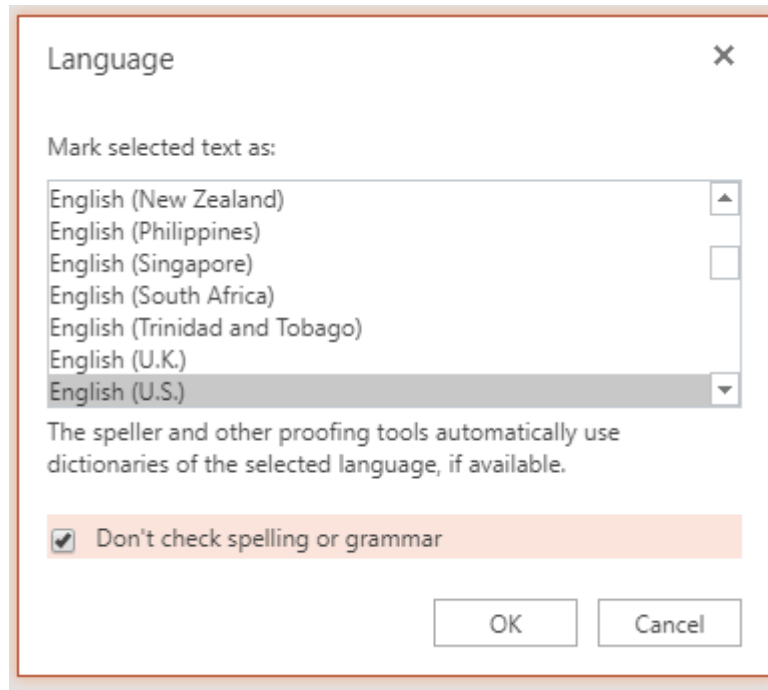 Language
Mark selected text as:
English (New Zealand)
English (Philippines)
English (Singapore)
English (South Africa)
English (Trinidad and Tobago)
English (U.K.)
English (U.S.)
The speller and other proofing tools automatically use
dictionaries of the selected language, if available.
Don't check spelling or grammar
OK
Cancel